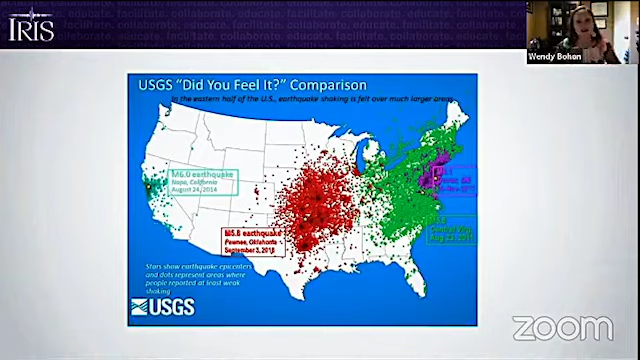 IRIS
Wendy Bohon
USGS "Did You Feel It?" Comparison
In the eastern half of the U.S., earthquake shaking is felt over much larger areas
M6.0 earthquake
Napa, California
August 24, 2014
M5.8 earthquake
Pawnee, Oklahoma
September 3, 2016
Central
Aug 23, 2011
Stars show earthquake epicenters
and dots represent areas where
people reported at least weak
shaking
USGS
zoom